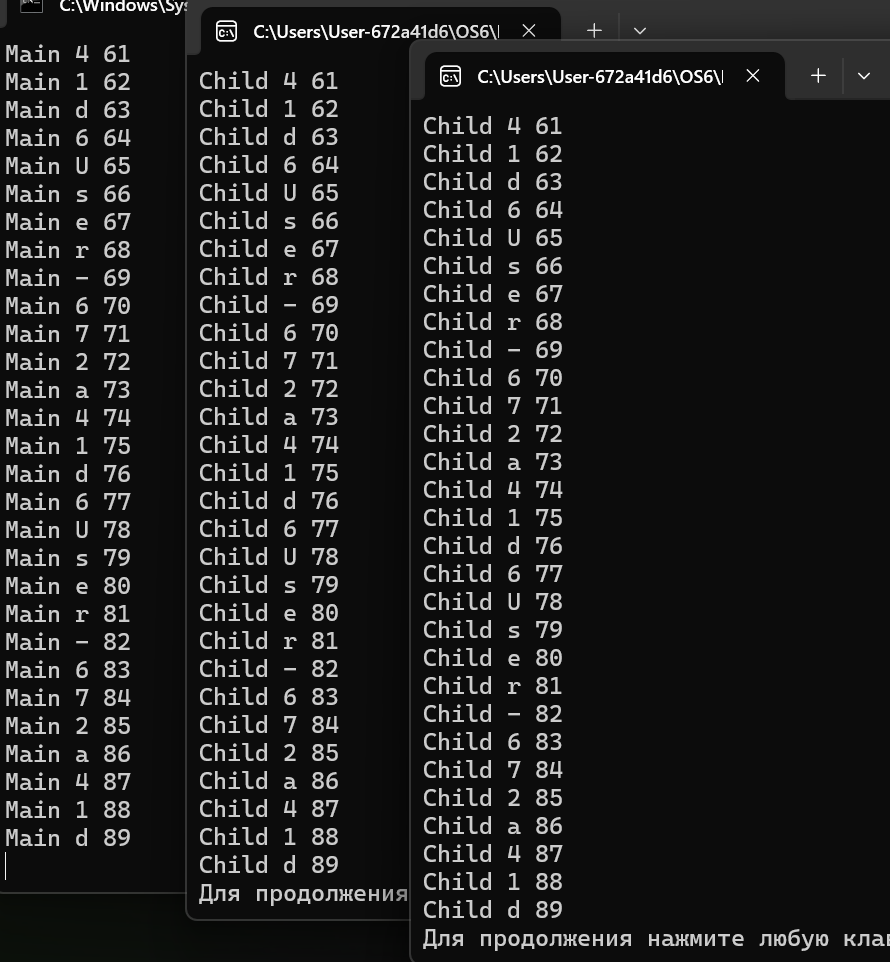 C:\Windows\Sys
Main 4 61
Main 1 62
Main d 63
Main 6 64
Main U 65
Main s 66
Main e 67
Main r 68
Main - 69
Main 6 70
Main 7 71
Main 2 72
Main a 73
Main 4 74
Main 1 75
Main d 76
Main 6 77
Main U 78
Main s 79
Main e 80
Main r 81
Main - 82
Main 6 83
Main 7 84
Main 2 85
Main a 86
Main 4 87
Main 1 88
Main d 89
C:\Users\User-672a41d6\OS6\
Child 4 61
Child 1 62
Child d 63
Child 6 64
Child U 65
Child s 66
Child e 67
Child r 68
Child - 69
Child 6 70
Child 7 71
Child 2 72
Child a 73
Child 4 74
Child 1 75
Child d 76
Child 6 77
Child U 78
Child s 79
Child e 80
Child r 81
Child - 82
Child 6 83
Child 7 84
Child 2 85
Child a 86
Child 4 87
Child 1 88
Child d 89
Для продолжения
C:\Users\User-672a41d6\OS6\
Child 4 61
Child 1 62
Child d 63
Child 6 64
Child U 65
Child s 66
Child e 67
Child r 68
Child - 69
Child 6 70
Child 7 71
Child 2 72
Child a 73
Child 4 74
Child 1 75
Child d 76
Child 6 77
Child U 78
Child s 79
Child e 80
Child r 81
Child - 82
Child 6 83
Child 7 84
Child 2 85
Child a 86
Child 4 87
Child 1 88
Child d 89
Для продолжения нажмите любую кла